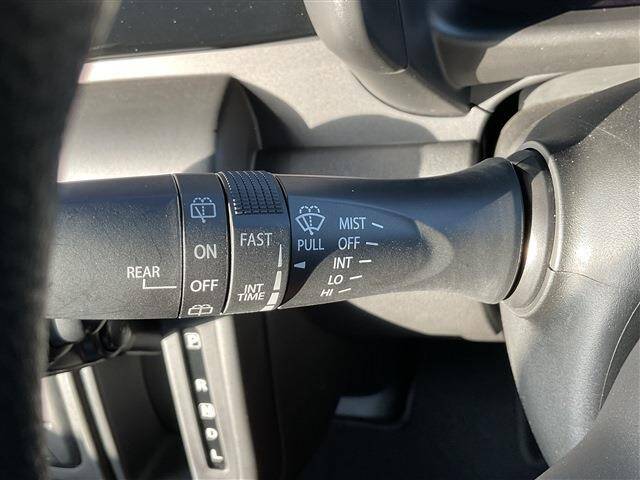 REAR
ON
OFF
FAST
INT
TIME
PULL
MIST
OFF
INT
LO
HI
P
R
N
D
L